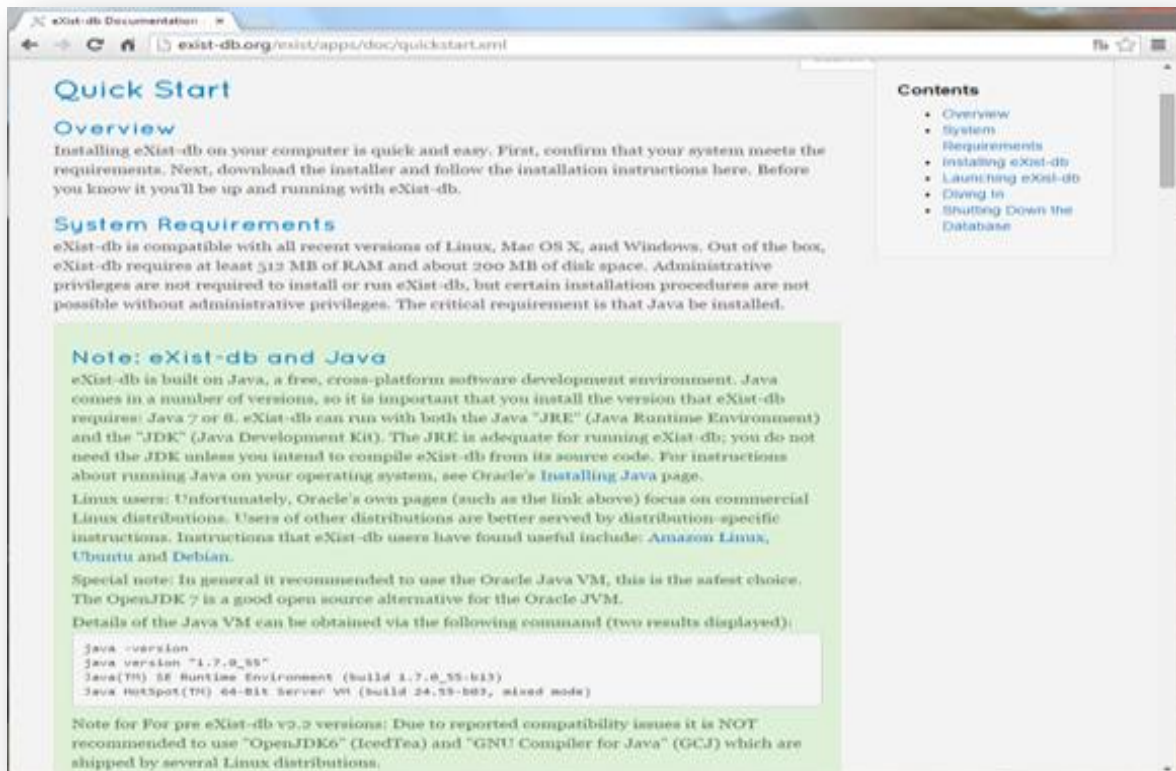 eXist-db Documentation
exist-db.org/exist/apps/doc/quickstart.xml
Quick Start
Overview
Installing eXist-db on your computer is quick and easy. First, confirm that your system meets the
requirements. Next, download the installer and follow the installation instructions here. Before
you know it you'll be up and running with eXist-db.
System Requirements
eXist-db is compatible with all recent versions of Linux, Mac OS X, and Windows. Out of the box,
eXist-db requires at least 512 MB of RAM and about 200 MB of disk space. Administrative
privileges are not required to install or run eXist-db, but certain installation procedures are not
possible without administrative privileges. The critical requirement is that Java be installed.
Note: eXist-db and Java
eXist-db is built on Java, a free, cross-platform software development environment. Java
comes in a number of versions, so it is important that you install the version that eXist-db
requires: Java 7 or 8. eXist-db can run with both the Java "JRE" (Java Runtime Environment)
and the "JDK" (Java Development Kit). The JRE is adequate for running eXist-db; you do not
need the JDK unless you intend to compile eXist-db from its source code. For instructions
about running Java on your operating system, see Oracle's Installing Java page.
Linux users: Unfortunately, Oracle's own pages (such as the link above) focus on commercial
Linux distributions. Users of other distributions are better served by distribution-specific
instructions. Instructions that eXist-db users have found useful include: Amazon Linux,
Ubuntu and Debian.
Special note: In general it recommended to use the Oracle Java VM, this is the safest choice.
The OpenJDK 7 is a good open source alternative for the Oracle JVM.
Details of the Java VM can be obtained via the following command (two results displayed):
java -version
java version "1.7.0_55"
Java(TM) SE Runtime Environment (build 1.7.0_55-b13)
Java HotSpot(TM) 64-Bit Server VM (build 24.55-b03, mixed mode)
Note for For pre eXist-db v2.2 versions: Due to reported compatibility issues it is NOT
recommended to use "OpenJDK6" (IcedTea) and "GNU Compiler for Java" (GCJ) which are
shipped by several Linux distributions.
Contents
Overview
System
Requirements
Installing eXist-db
Launching eXist-db
Diving In
Shutting Down the
Database